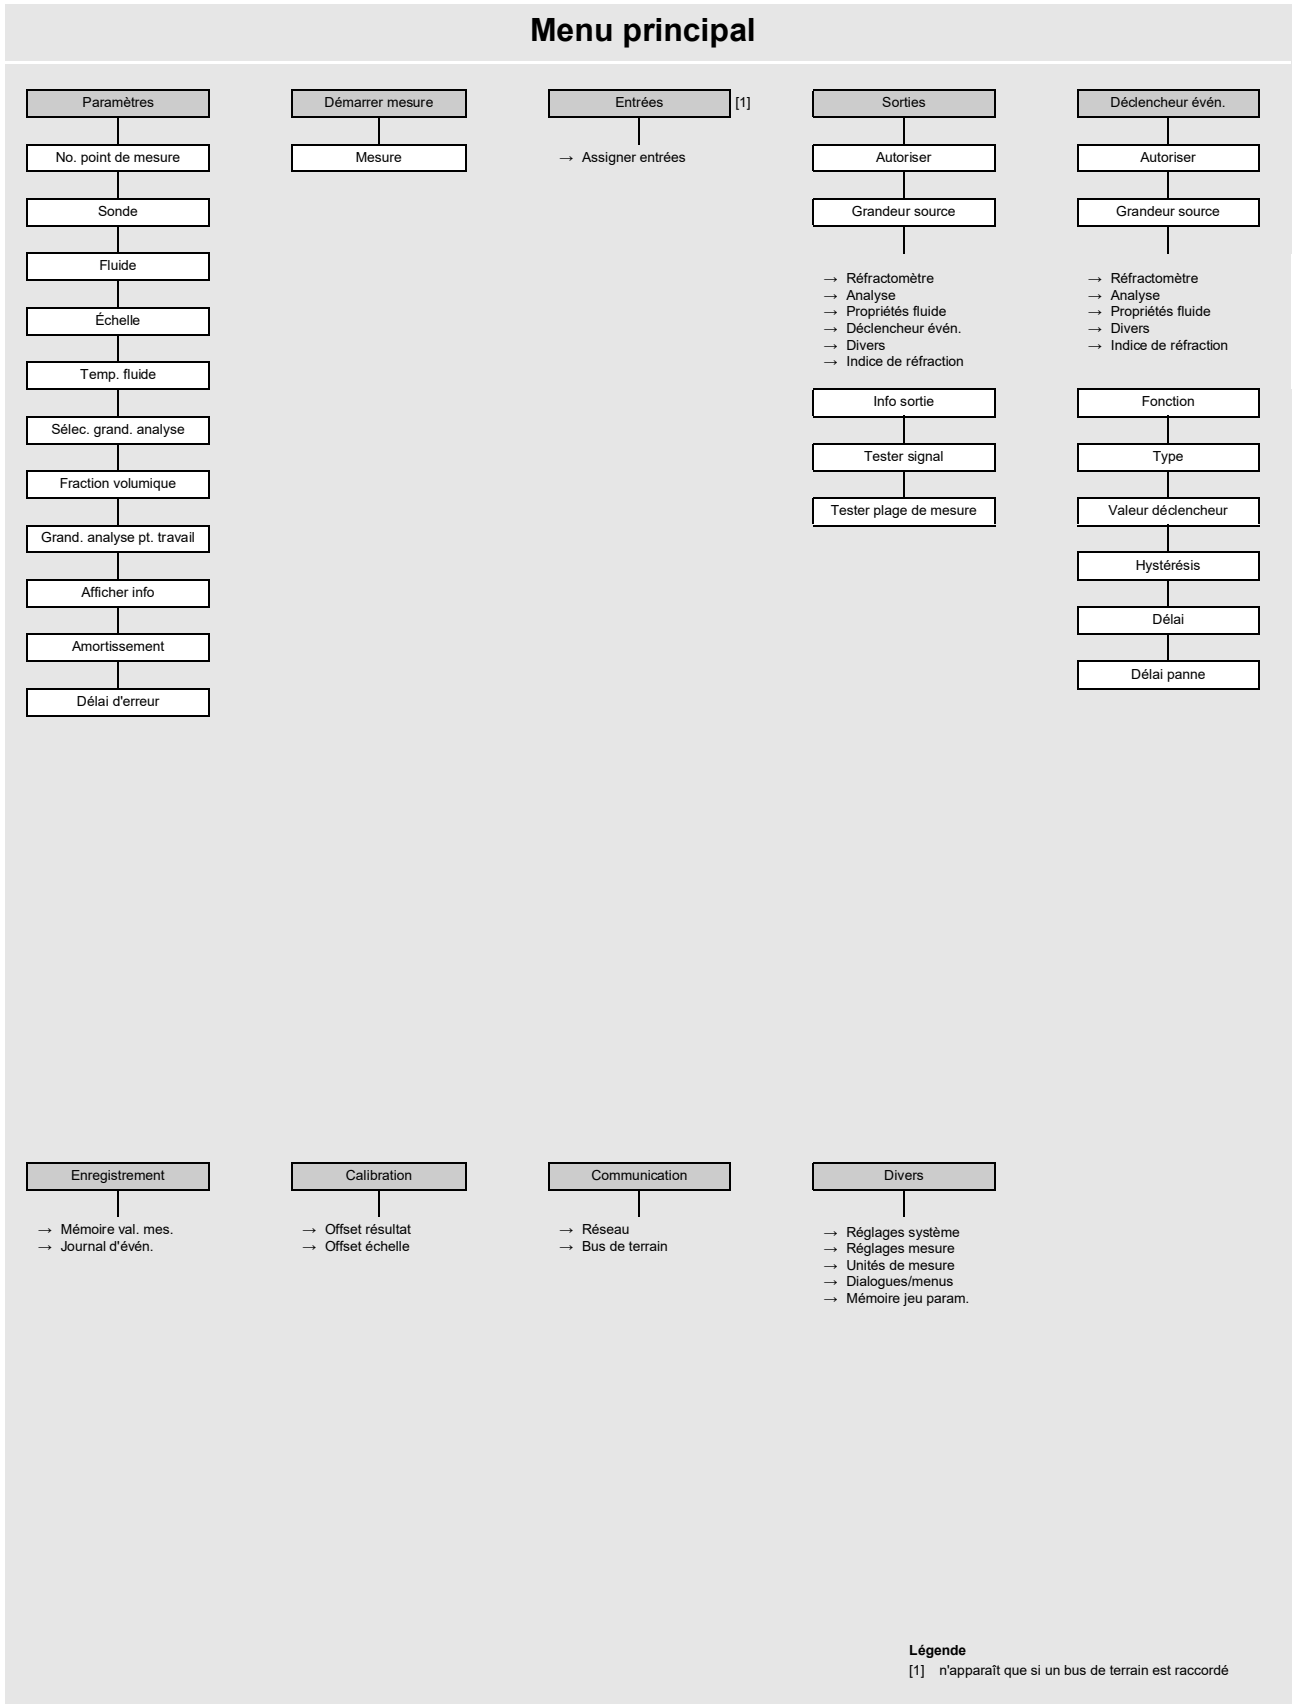 Menu principal
Paramètres
No. point de mesure
Sonde
Fluide
Échelle
Temp. fluide
Sélec. grand. analyse
Fraction volumique
Grand. analyse pt. travail
Afficher info
Amortissement
Délai d'erreur
Démarrer mesure
Mesure
Entrées [1]
→ Assigner entrées
Sorties
Autoriser
Grandeur source
→ Réfractomètre
→ Analyse
→ Propriétés fluide
→ Déclencheur évén.
→ Divers
→ Indice de réfraction
Info sortie
Tester signal
Tester plage de mesure
Déclencheur évén.
Autoriser
Grandeur source
→ Réfractomètre
→ Analyse
→ Propriétés fluide
→ Divers
→ Indice de réfraction
Fonction
Type
Valeur déclencheur
Hystérésis
Délai
Délai panne
Enregistrement
→ Mémoire val. mes.
→ Journal d'évén.
Calibration
→ Offset résultat
→ Offset échelle
Communication
→ Réseau
→ Bus de terrain
Divers
→ Réglages système
→ Réglages mesure
→ Unités de mesure
→ Dialogues/menus
→ Mémoire jeu param.
Légende
[1] n'apparaît que si un bus de terrain est raccordé